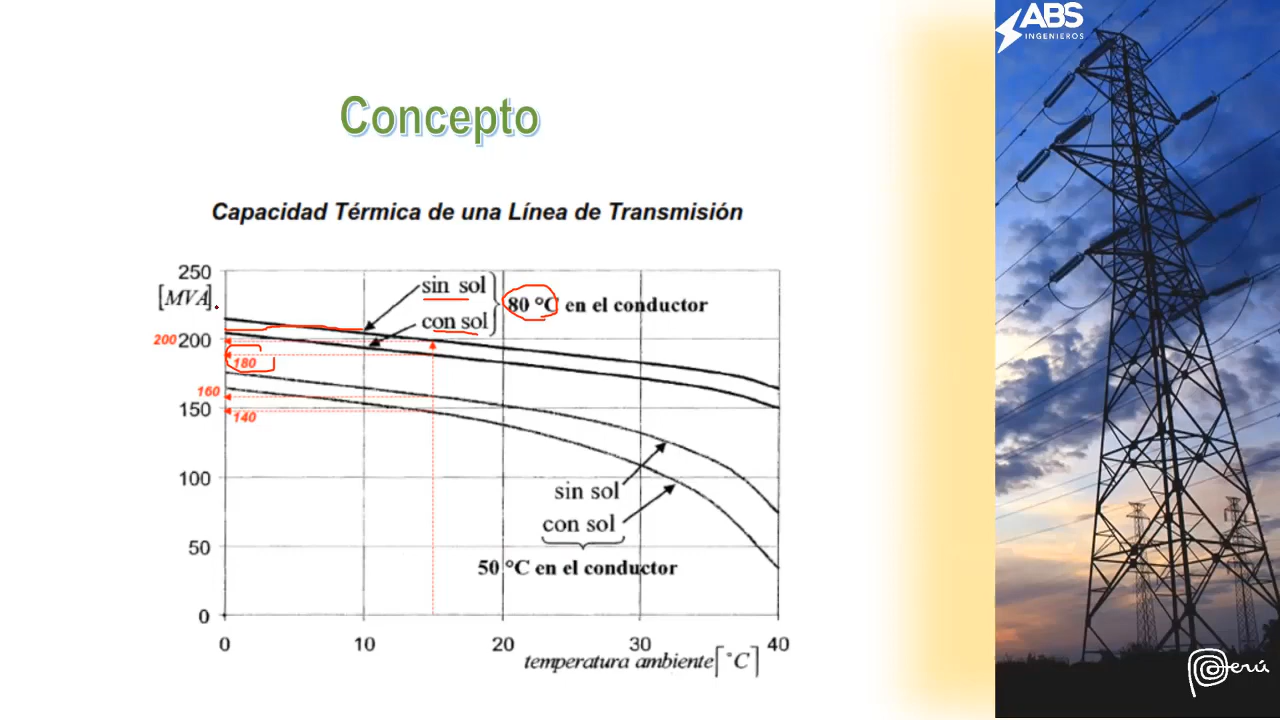 ABS
INGENIEROS
Concepto
Capacidad Térmica de una Línea de Transmisión
250
[MVA]
sin sol
80 °C en el conductor
con sol
200
200
180
160
150
140
100
sin sol
con sol
50
50 °C en el conductor
0
0
10
20
30
40
temperatura ambiente[°C]
Perú